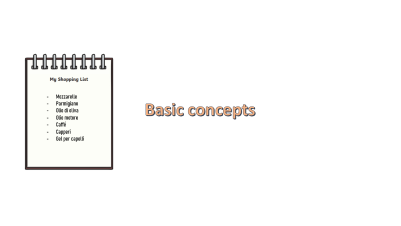 My Shopping List
- Mozzarella
- Parmigiano
- Olio di oliva
- Olio motore
- Caffè
- Capperi
- Gel per capelli
Basic concepts